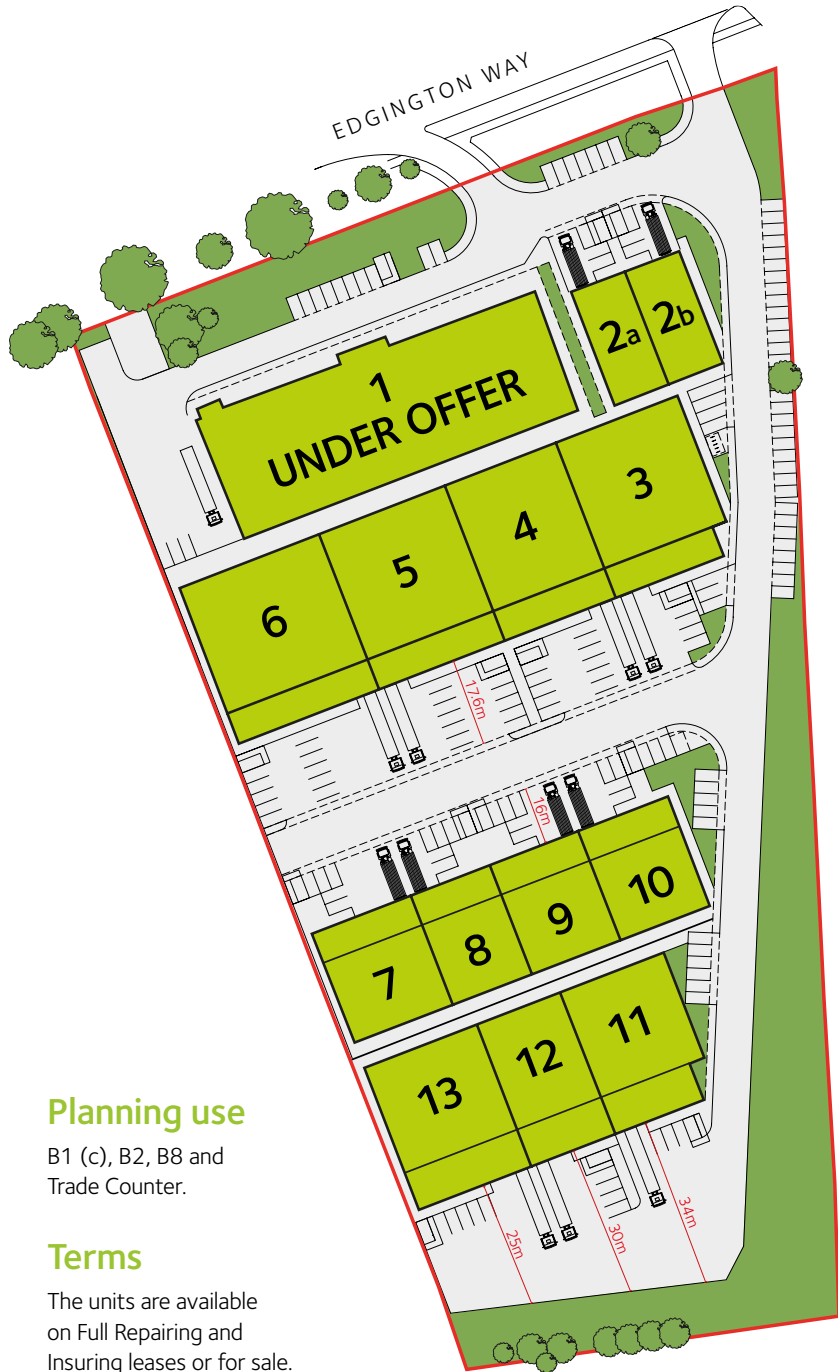 EDGINGTON WAY
1
UNDER OFFER
2a
2b
3
4
5
6
17.6m
16m
10
9
8
7
11
12
13
25m
30m
34m
Planning use
B1 (c), B2, B8 and
Trade Counter.
Terms
The units are available
on Full Repairing and
Insuring leases or for sale.